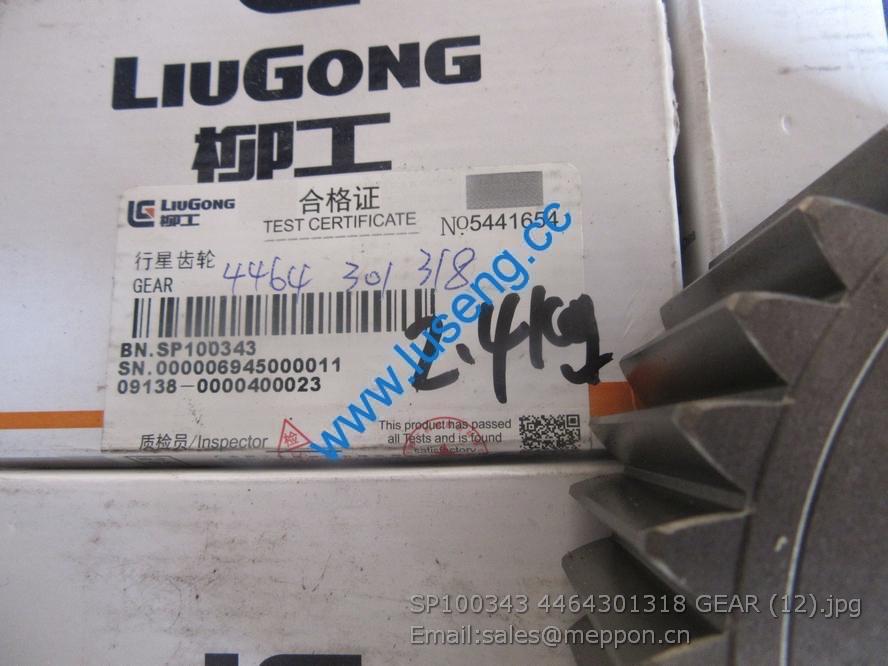 LIUGONG
柳工
LIUGONG
柳工
合格证
TEST CERTIFICATE
№5441654
行星齿轮
GEAR
4464 301 318
BN.SP100343
SN.000006945000011
09138-0000400023
2.4kg
质检员/Inspector
检
This product has passed
all Tests and is found
satisfactory
www.luseng.cc
SP100343 4464301318 GEAR (12).jpg
Email:sales@meppon.cn